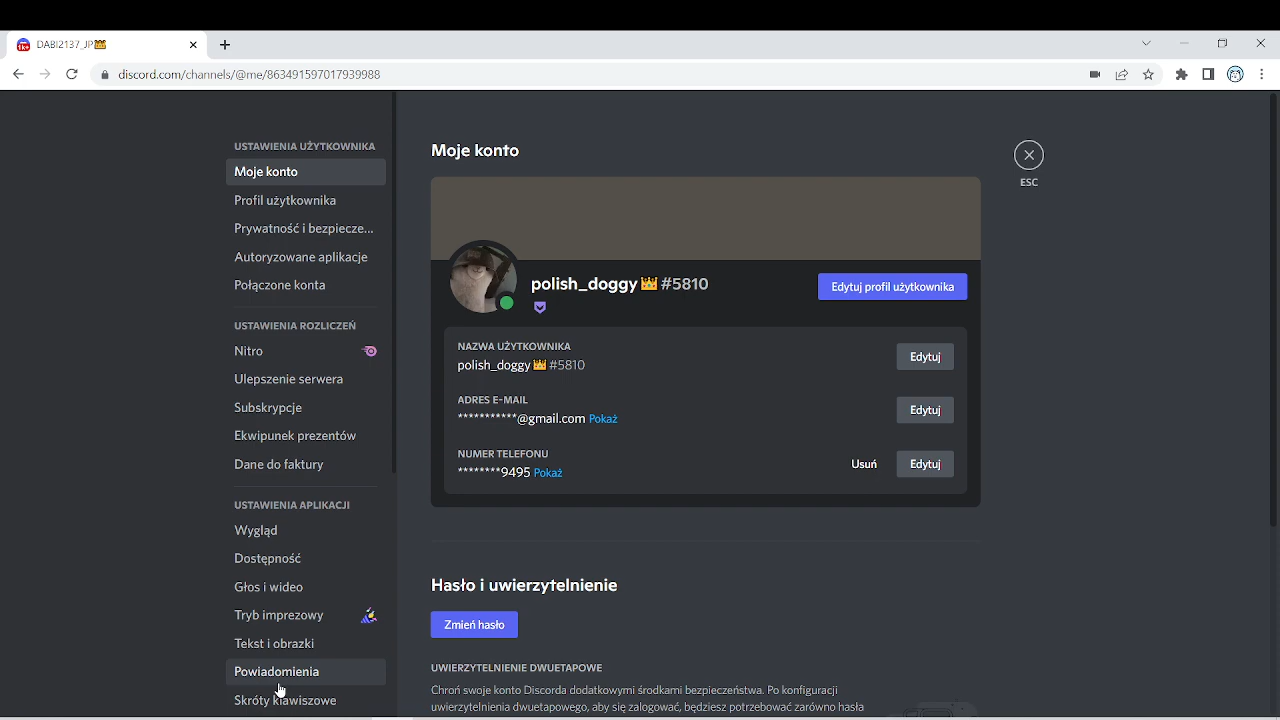 DABI2137_JP👑
discord.com/channels/@me/863491597017939988
USTAWIENIA UŻYTKOWNIKA
Moje konto
Profil użytkownika
Prywatność i bezpiecze...
Autoryzowane aplikacje
Połączone konta
USTAWIENIA ROZLICZEŃ
Nitro
Ulepszenie serwera
Subskrypcje
Ekwipunek prezentów
Dane do faktury
USTAWIENIA APLIKACJI
Wygląd
Dostępność
Głos i wideo
Tryb imprezowy
Tekst i obrazki
Powiadomienia
Skróty klawiszowe
Moje konto
ESC
polish_doggy👑#5810
Edytuj profil użytkownika
NAZWA UŻYTKOWNIKA
polish_doggy👑#5810
Edytuj
ADRES E-MAIL
***********@gmail.com Pokaż
Edytuj
NUMER TELEFONU
********9495 Pokaż
Usuń
Edytuj
Hasło i uwierzytelnienie
Zmień hasło
UWIERZYTELNIENIE DWUETAPOWE
Chroń swoje konto Discorda dodatkowymi środkami bezpieczeństwa. Po konfiguracji
uwierzytelnienia dwuetapowego, aby się zalogować, będziesz potrzebować zarówno hasła